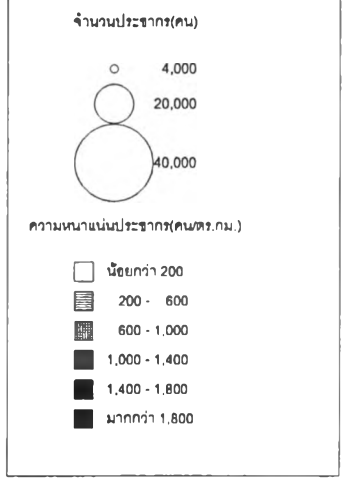 จำนวนประชากร(คน)
4,000
20,000
40,000
ความหนาแน่นประชากร(คน/ตร.กม.)
น้อยกว่า 200
200 - 600
600 - 1,000
1,000 - 1,400
1,400 - 1,800
มากกว่า 1,800